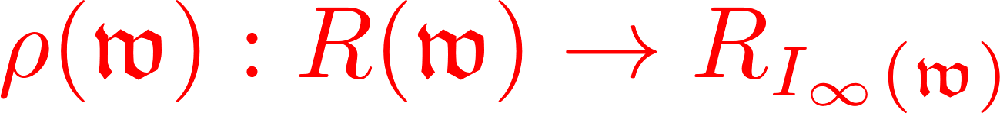 ρ(𝔴) : R(𝔴) → R_{I_∞(𝔴)}